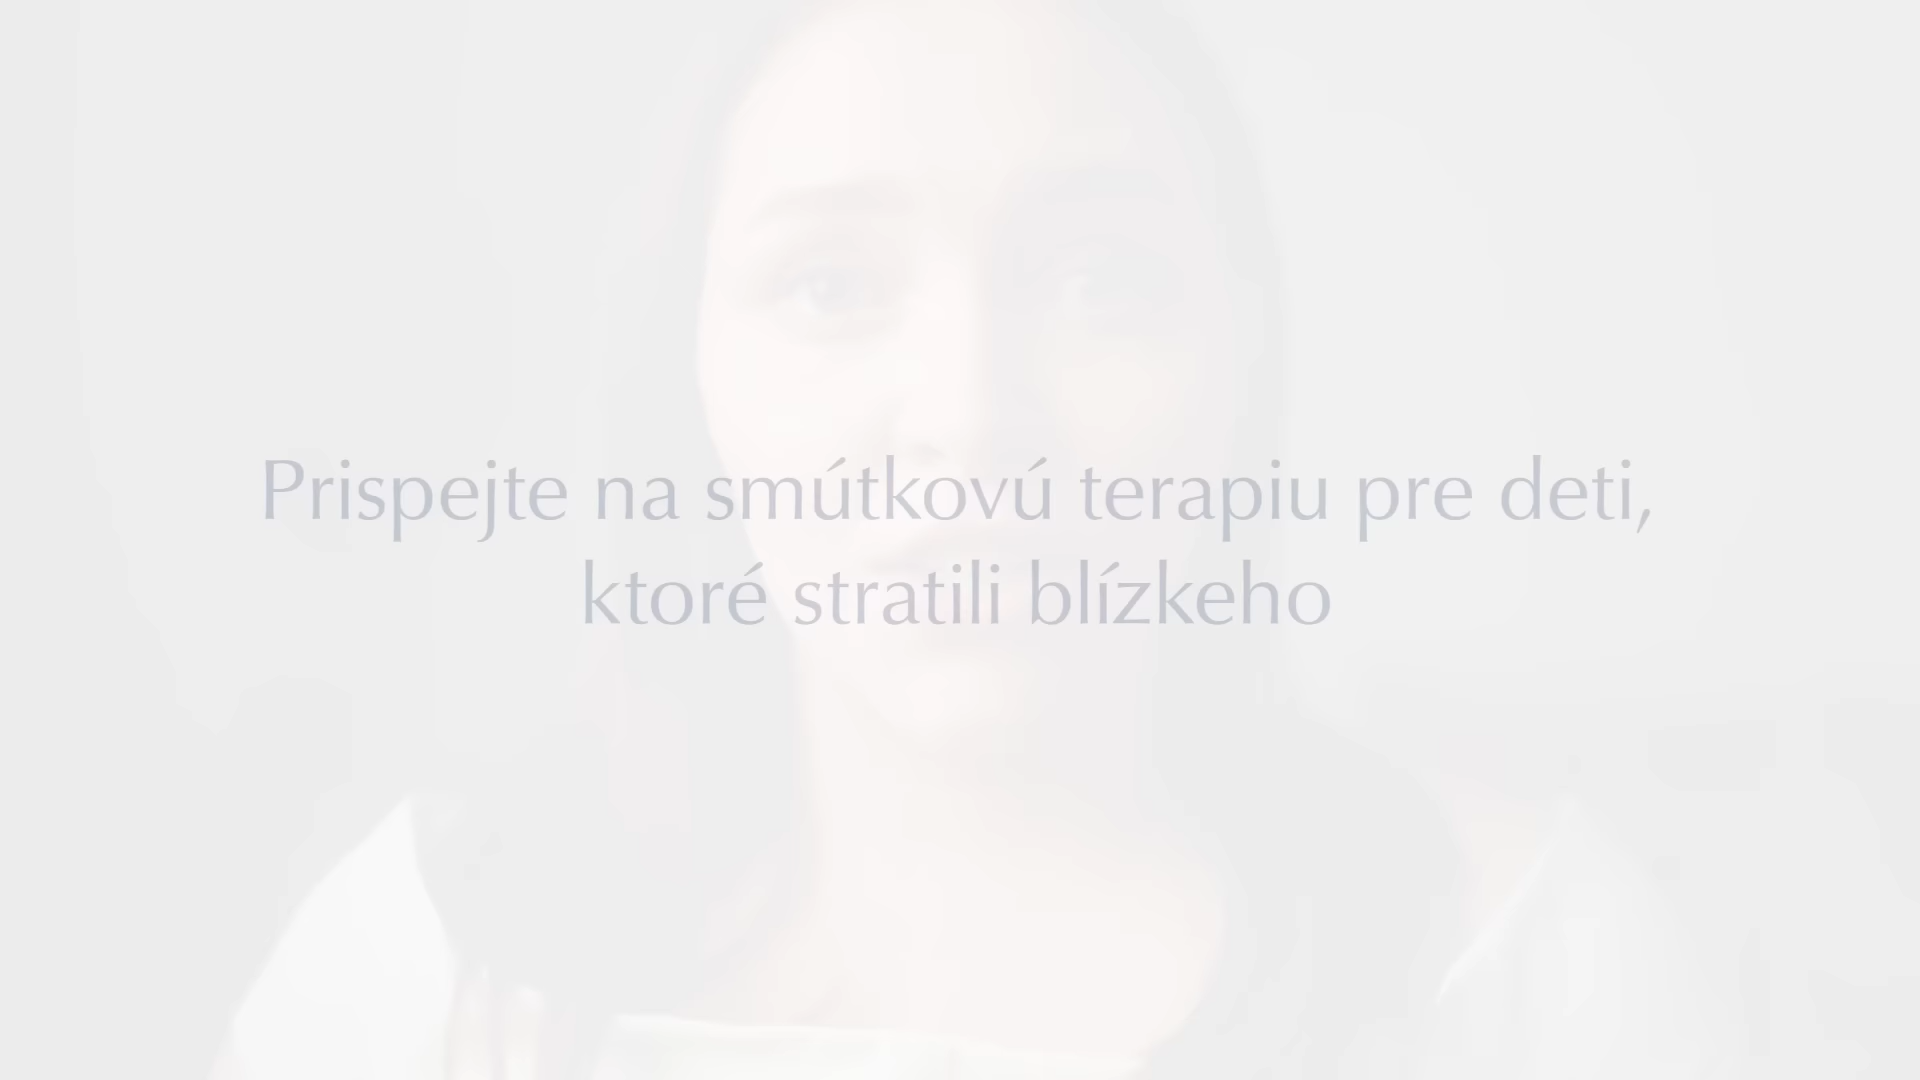 Prispejte na smútkovú terapiu pre deti,
ktoré stratili blízkeho